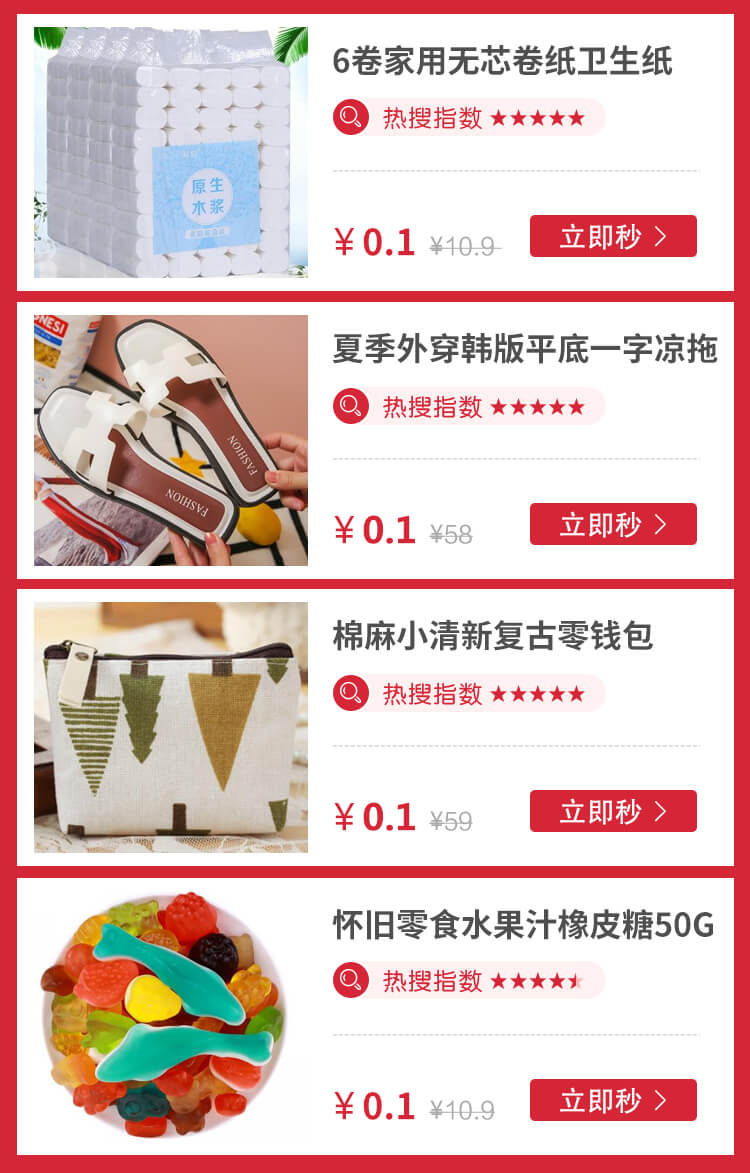 6卷家用无芯卷纸卫生纸
热搜指数 ★★★★★
原生
木浆
¥0.1 ¥10.9 立即秒 >
夏季外穿韩版平底一字凉拖
NESI
热搜指数 ★★★★★
FASHION
FASHION
¥0.1 ¥58 立即秒 >
棉麻小清新复古零钱包
热搜指数 ★★★★★
¥0.1 ¥59 立即秒 >
怀旧零食水果汁橡皮糖50G
热搜指数
¥0.1 ¥10.9 立即秒 >